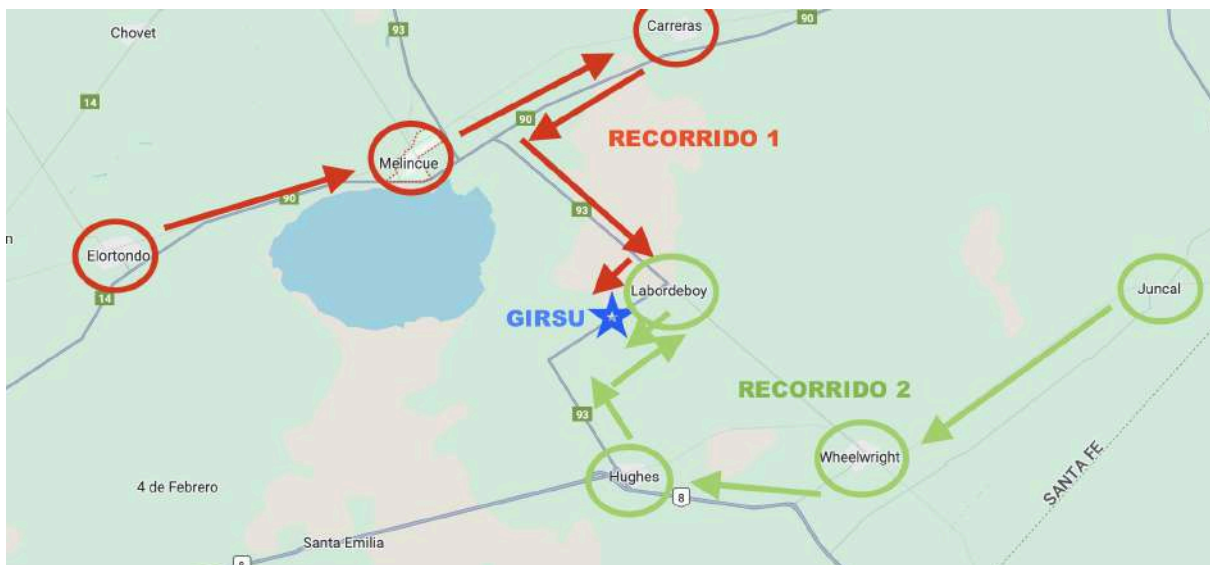 Chovet
93
Carreras
90
14
90
RECORRIDO 1
Melincue
90
93
Elortondo
14
Labordeboy
Juncal
GIRSU
RECORRIDO 2
93
Wheelwright
Hughes
4 de Febrero
8
SANTA FE
Santa Emilia
8